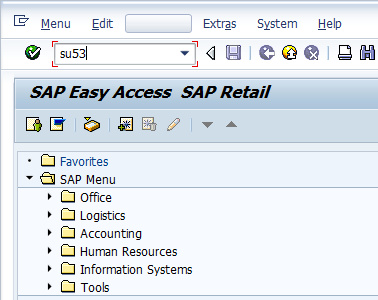 Menu Edit Extras System Help
su53
SAP Easy Access SAP Retail
Favorites
SAP Menu
Office
Logistics
Accounting
Human Resources
Information Systems
Tools